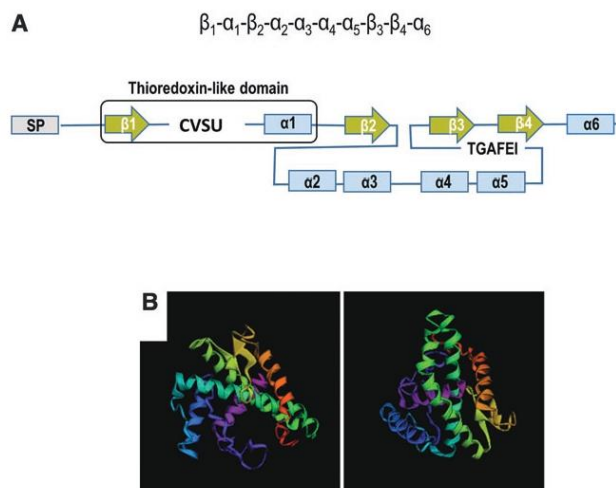 A
β₁-α₁-β₂-α₂-α₃-α₄-α₅-β₃-β₄-α₆
Thioredoxin-like domain
SP β1 CVSU α1 β2 β3 β4 α6
TGAFEI
α2 α3 α4 α5
B